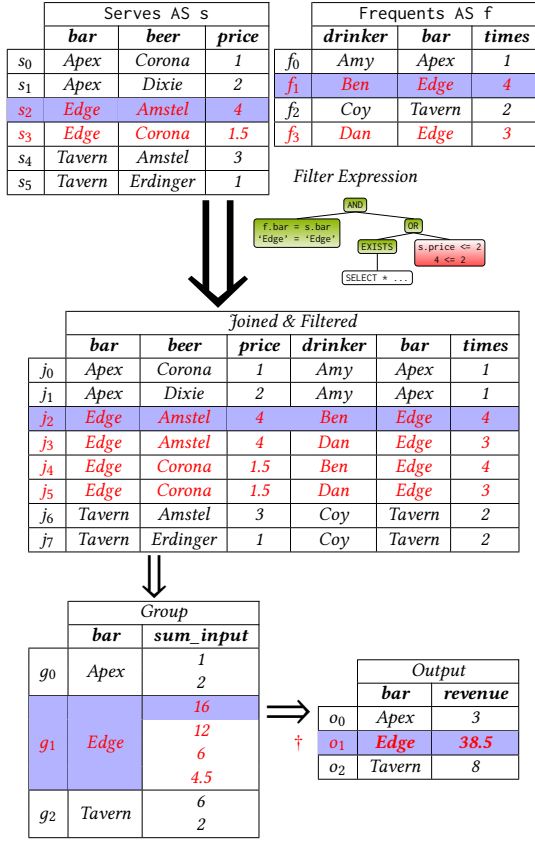 Serves AS s
bar beer price
s0 Apex Corona 1
s1 Apex Dixie 2
s2 Edge Amstel 4
s3 Edge Corona 1.5
s4 Tavern Amstel 3
s5 Tavern Erdinger 1
Frequents AS f
drinker bar times
f0 Amy Apex 1
f1 Ben Edge 4
f2 Coy Tavern 2
f3 Dan Edge 3
Filter Expression
AND
f.bar = s.bar
‘Edge’ = ‘Edge’
OR
EXISTS
s.price <= 2
4 <= 2
SELECT * ...
Joined & Filtered
bar beer price drinker bar times
j0 Apex Corona 1 Amy Apex 1
j1 Apex Dixie 2 Amy Apex 1
j2 Edge Amstel 4 Ben Edge 4
j3 Edge Amstel 4 Dan Edge 3
j4 Edge Corona 1.5 Ben Edge 4
j5 Edge Corona 1.5 Dan Edge 3
j6 Tavern Amstel 3 Coy Tavern 2
j7 Tavern Erdinger 1 Coy Tavern 2
Group
bar sum_input
g0 Apex
1
2
g1 Edge
16
12
6
4.5
g2 Tavern
6
2
Output
bar revenue
o0 Apex 3
† o1 Edge 38.5
o2 Tavern 8